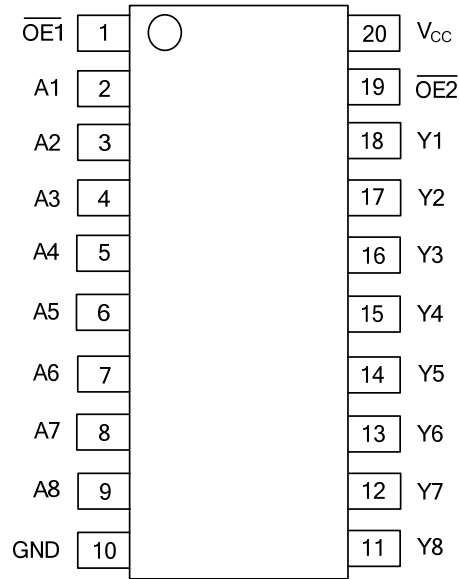 O̅E̅1̅ 1 20 VCC
A1 2 19 O̅E̅2̅
A2 3 18 Y1
A3 4 17 Y2
A4 5 16 Y3
A5 6 15 Y4
A6 7 14 Y5
A7 8 13 Y6
A8 9 12 Y7
GND 10 11 Y8